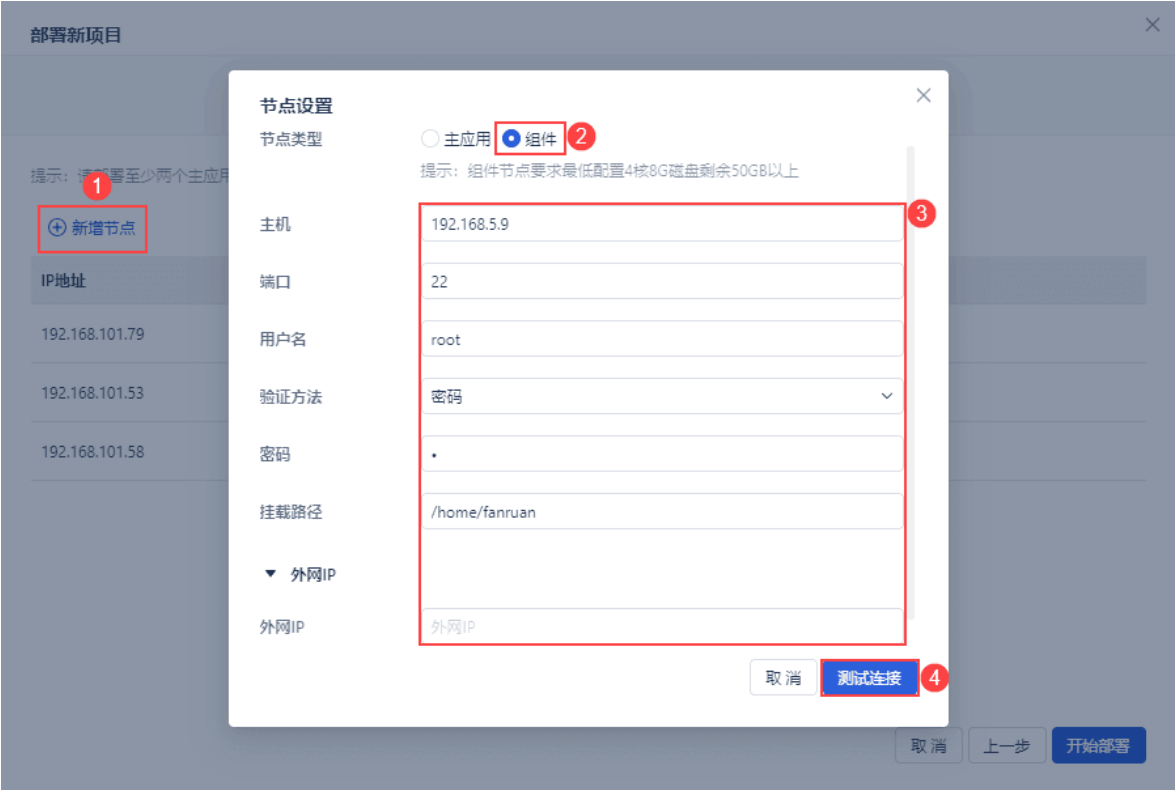 部署新项目
节点设置
节点类型 主应用 组件 2
提示：组件节点要求最低配置4核8G磁盘剩余50GB以上
提示：请部署至少两个主应用
1
新增节点
3
主机 192.168.5.9
端口 22
IP地址
用户名 root
192.168.101.79
验证方法 密码
192.168.101.53
密码 •
192.168.101.58
挂载路径 /home/fanruan
外网IP
外网IP 外网IP
取消 测试连接 4
取消 上一步 开始部署